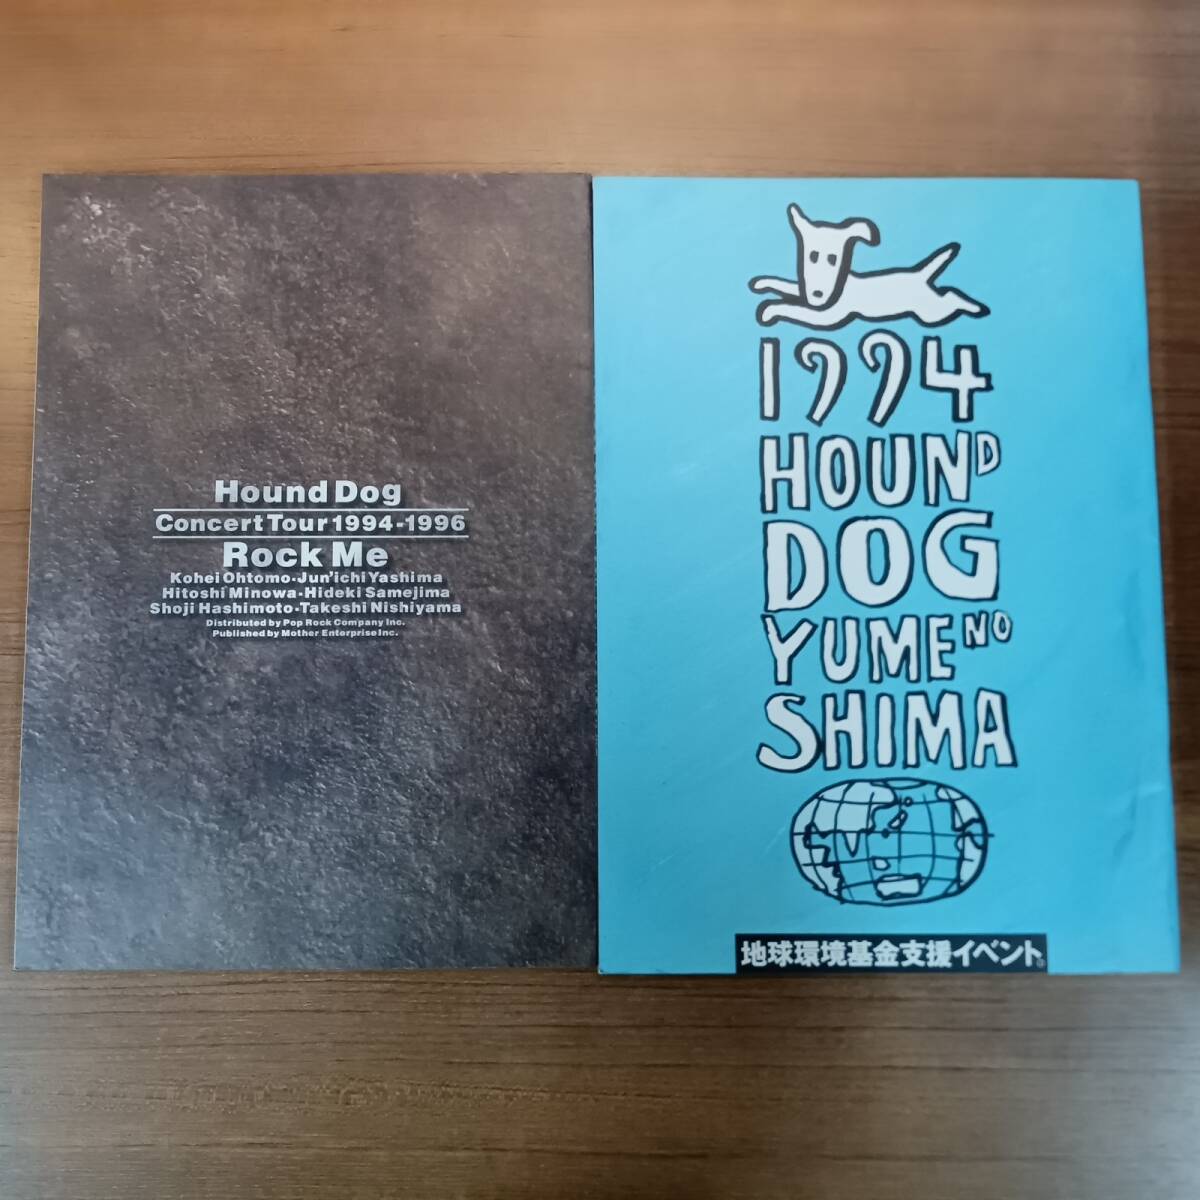 Hound Dog
Concert Tour 1994-1996
Rock Me
Kohei Ohtomo-Jun'ichi Yashima
Hitoshi Minowa-Hideki Samejima
Shoji Hashimoto-Takeshi Nishiyama
Distributed by Pop Rock Company Inc.
Published by Mother Enterprise Inc.
1994
HOUND
DOG
YUME NO
SHIMA
地球環境基金支援イベント